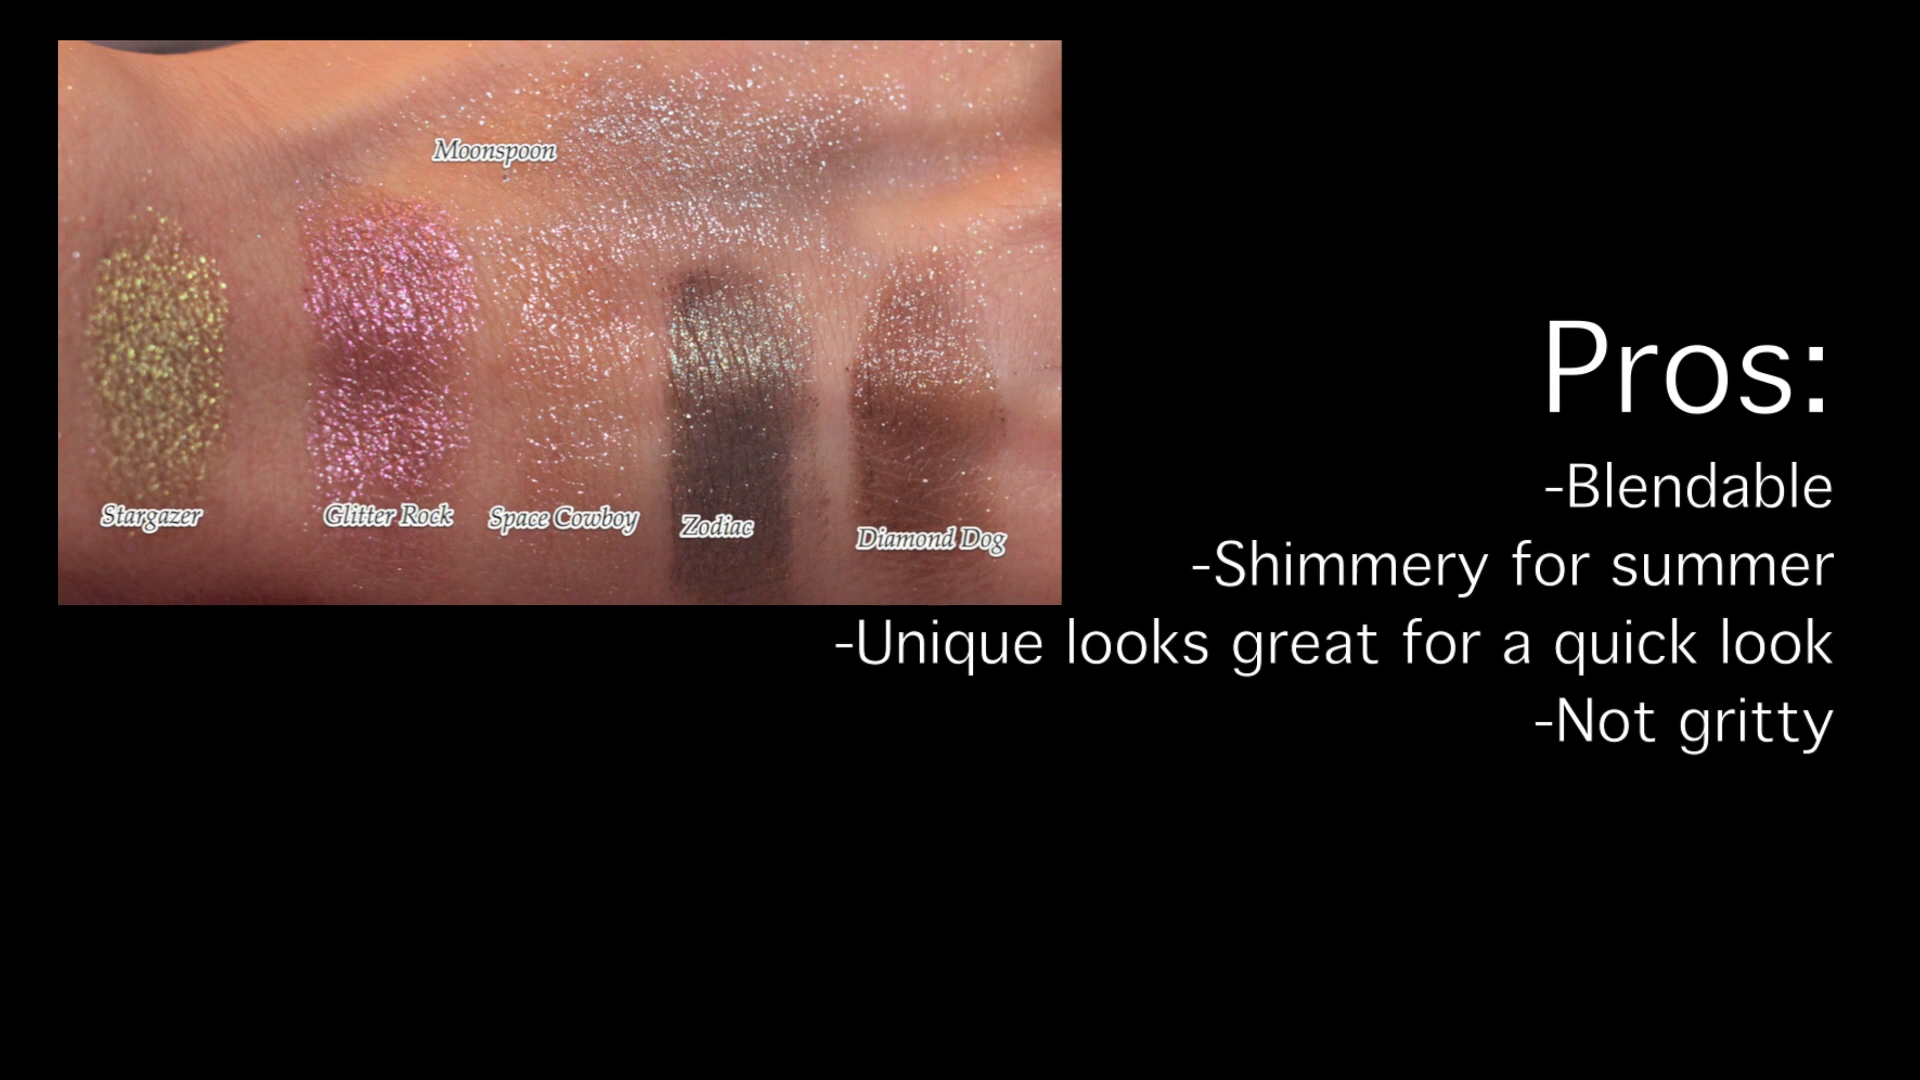 Moonspoon
Stargazer
Glitter Rock
Space Cowboy
Zodiac
Diamond Dog
Pros:
-Blendable
-Shimmery for summer
-Unique looks great for a quick look
-Not gritty